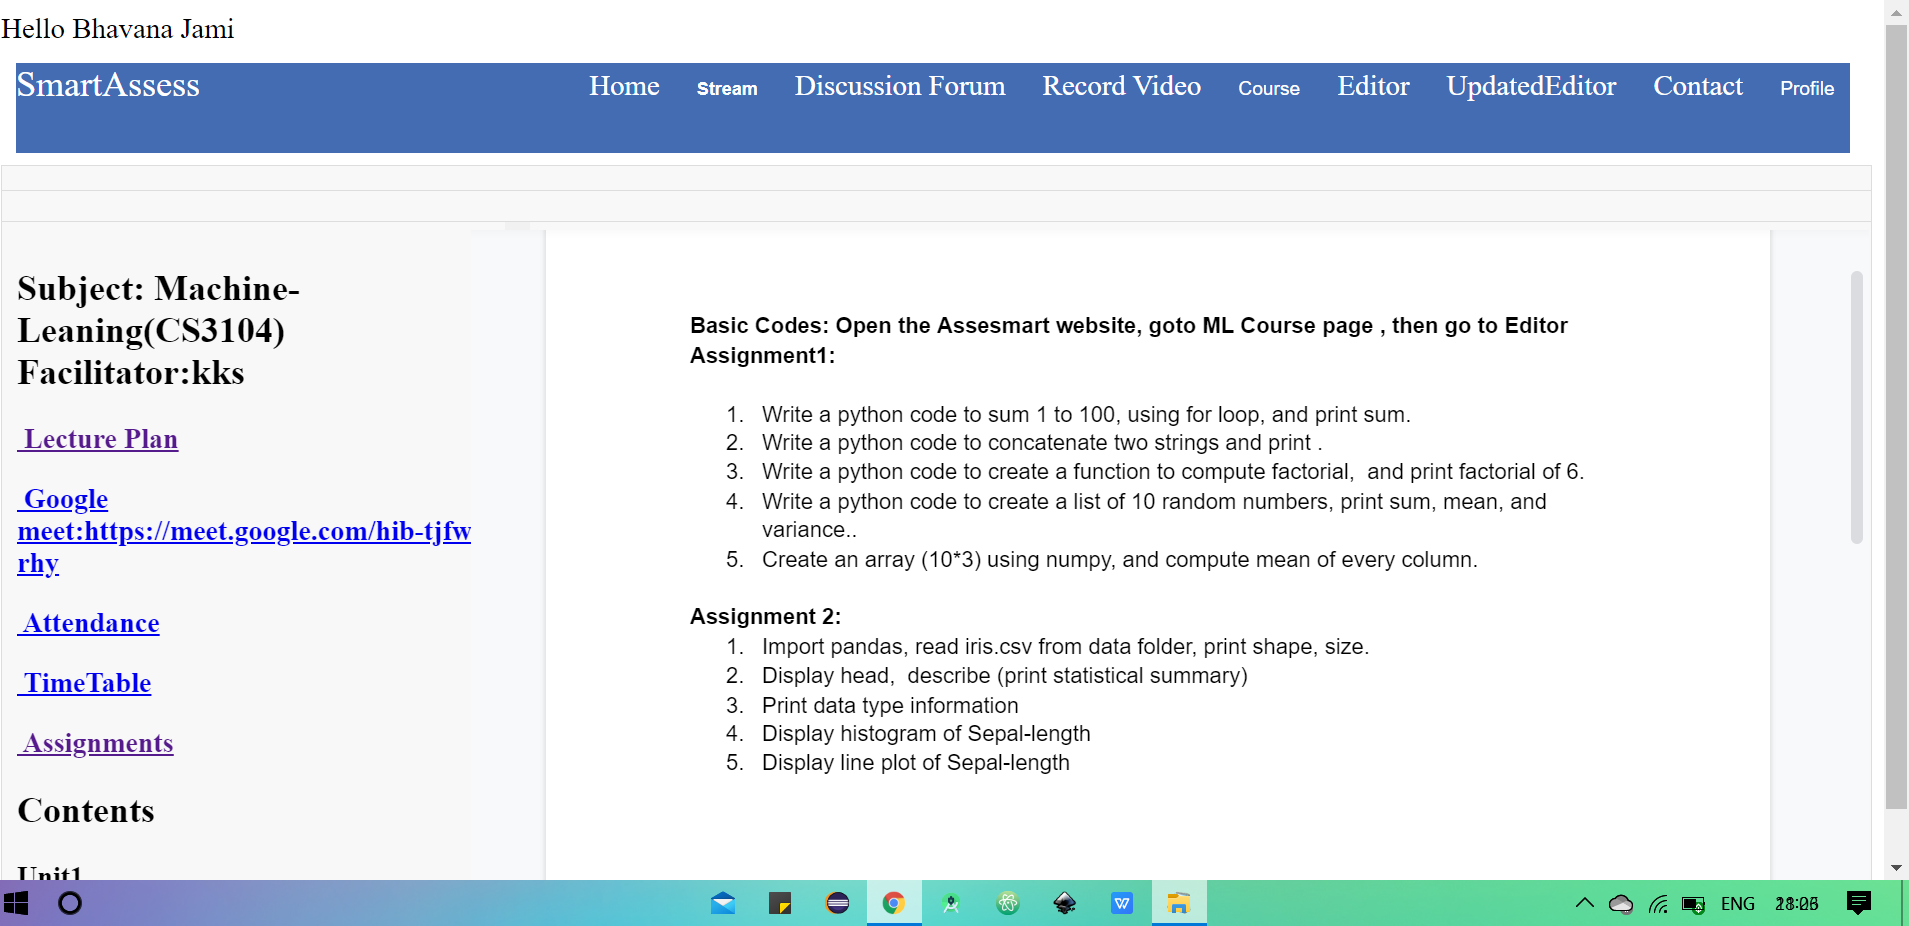 Hello Bhavana Jami
SmartAssess Home Stream Discussion Forum Record Video Course Editor UpdatedEditor Contact Profile
Subject: Machine-
Leaning(CS3104)
Facilitator:kks
Lecture Plan
Google
meet:https://meet.google.com/hib-tjfw
rhy
Attendance
TimeTable
Assignments
Contents
Unit1
Basic Codes: Open the Assesmart website, goto ML Course page , then go to Editor
Assignment1:
1. Write a python code to sum 1 to 100, using for loop, and print sum.
2. Write a python code to concatenate two strings and print .
3. Write a python code to create a function to compute factorial,  and print factorial of 6.
4. Write a python code to create a list of 10 random numbers, print sum, mean, and
variance..
5. Create an array (10*3) using numpy, and compute mean of every column.
Assignment 2:
1. Import pandas, read iris.csv from data folder, print shape, size.
2. Display head,  describe (print statistical summary)
3. Print data type information
4. Display histogram of Sepal-length
5. Display line plot of Sepal-length
W
ENG